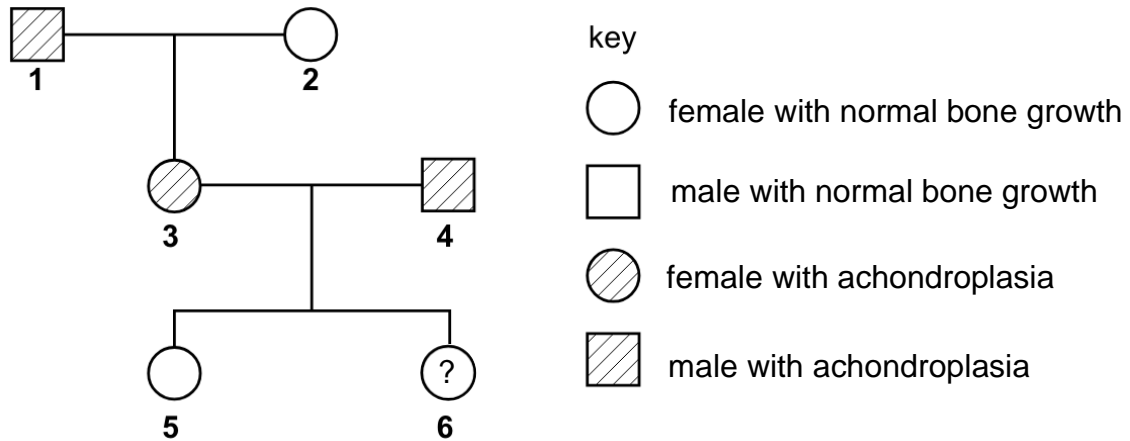 key
1
2
female with normal bone growth
male with normal bone growth
3
4
female with achondroplasia
?
male with achondroplasia
5
6